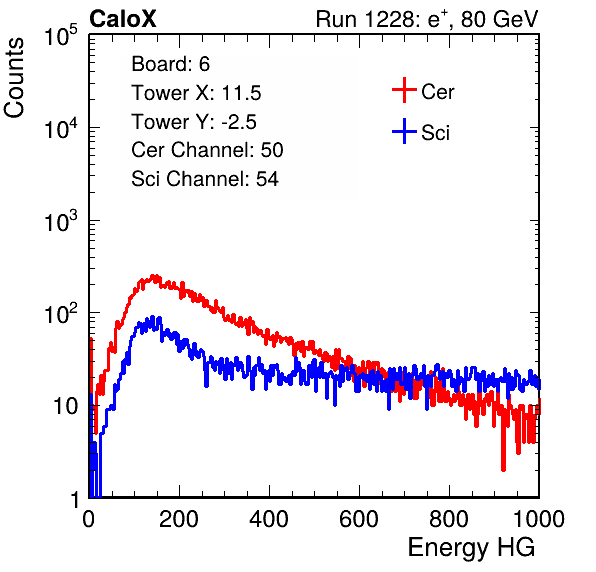 CaloX Run 1228: e⁺, 80 GeV
Counts
10⁵
10⁴
10³
10²
10
1
Board: 6
Tower X: 11.5
Tower Y: -2.5
Cer Channel: 50
Sci Channel: 54
Cer
Sci
0 200 400 600 800 1000
Energy HG